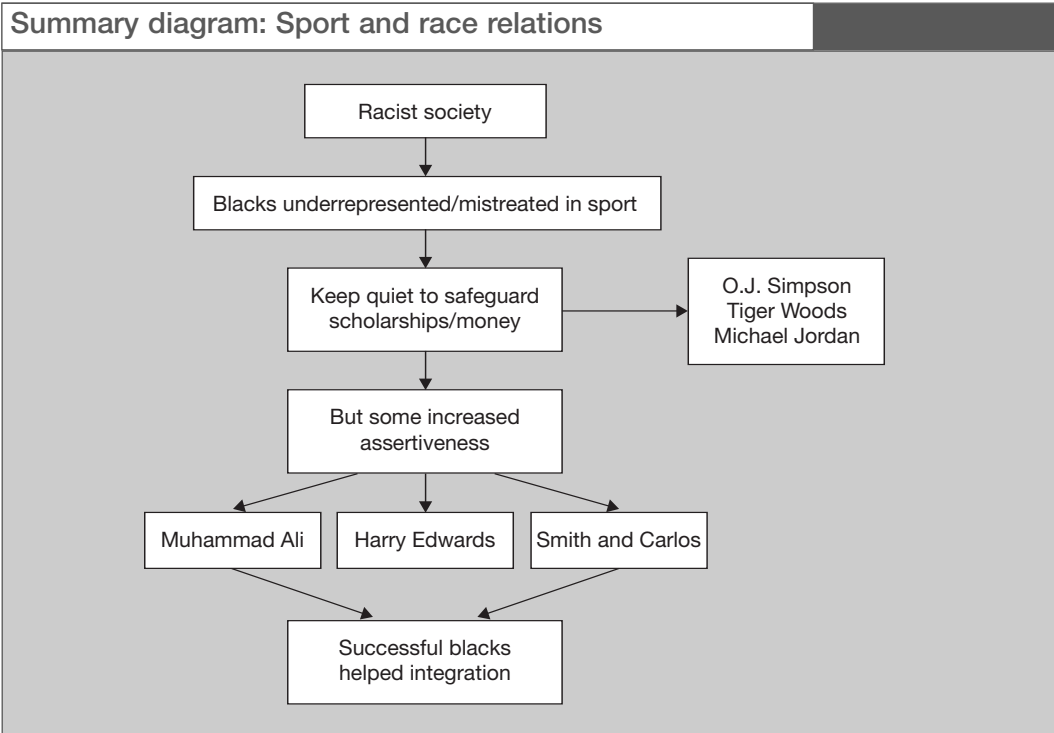 Summary diagram: Sport and race relations
Racist society
Blacks underrepresented/mistreated in sport
Keep quiet to safeguard
scholarships/money
O.J. Simpson
Tiger Woods
Michael Jordan
But some increased
assertiveness
Muhammad Ali
Harry Edwards
Smith and Carlos
Successful blacks
helped integration